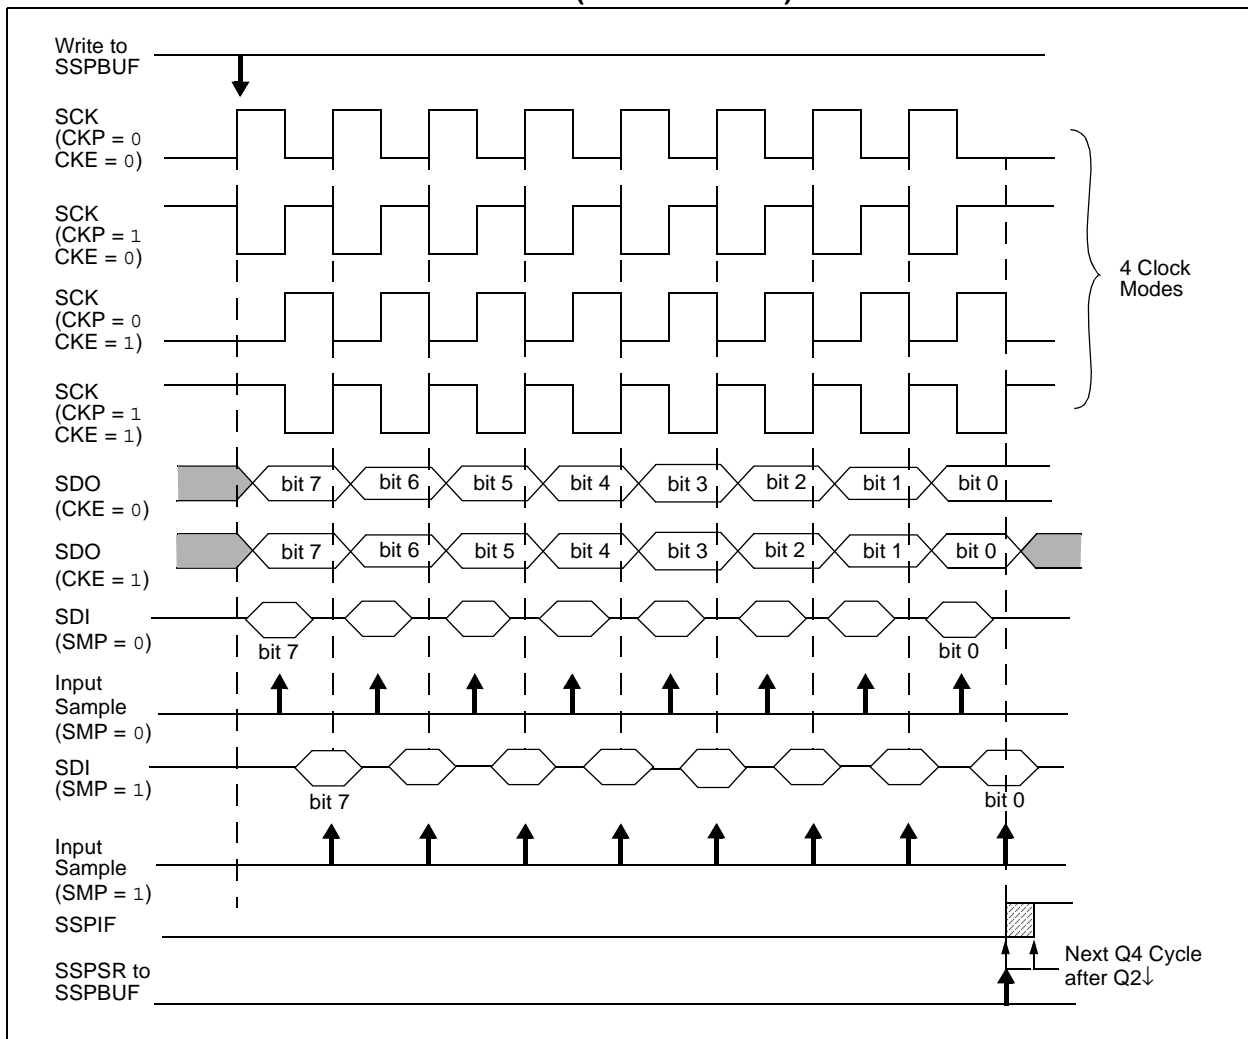 Write to
SSPBUF
SCK
(CKP = 0
CKE = 0)
SCK
(CKP = 1
CKE = 0)
SCK
(CKP = 0
CKE = 1)
SCK
(CKP = 1
CKE = 1)
4 Clock
Modes
SDO
(CKE = 0)
bit 7 bit 6 bit 5 bit 4 bit 3 bit 2 bit 1 bit 0
SDO
(CKE = 1)
bit 7 bit 6 bit 5 bit 4 bit 3 bit 2 bit 1 bit 0
SDI
(SMP = 0)
bit 7 bit 0
Input
Sample
(SMP = 0)
SDI
(SMP = 1)
bit 7 bit 0
Input
Sample
(SMP = 1)
SSPIF
Next Q4 Cycle
after Q2↓
SSPSR to
SSPBUF